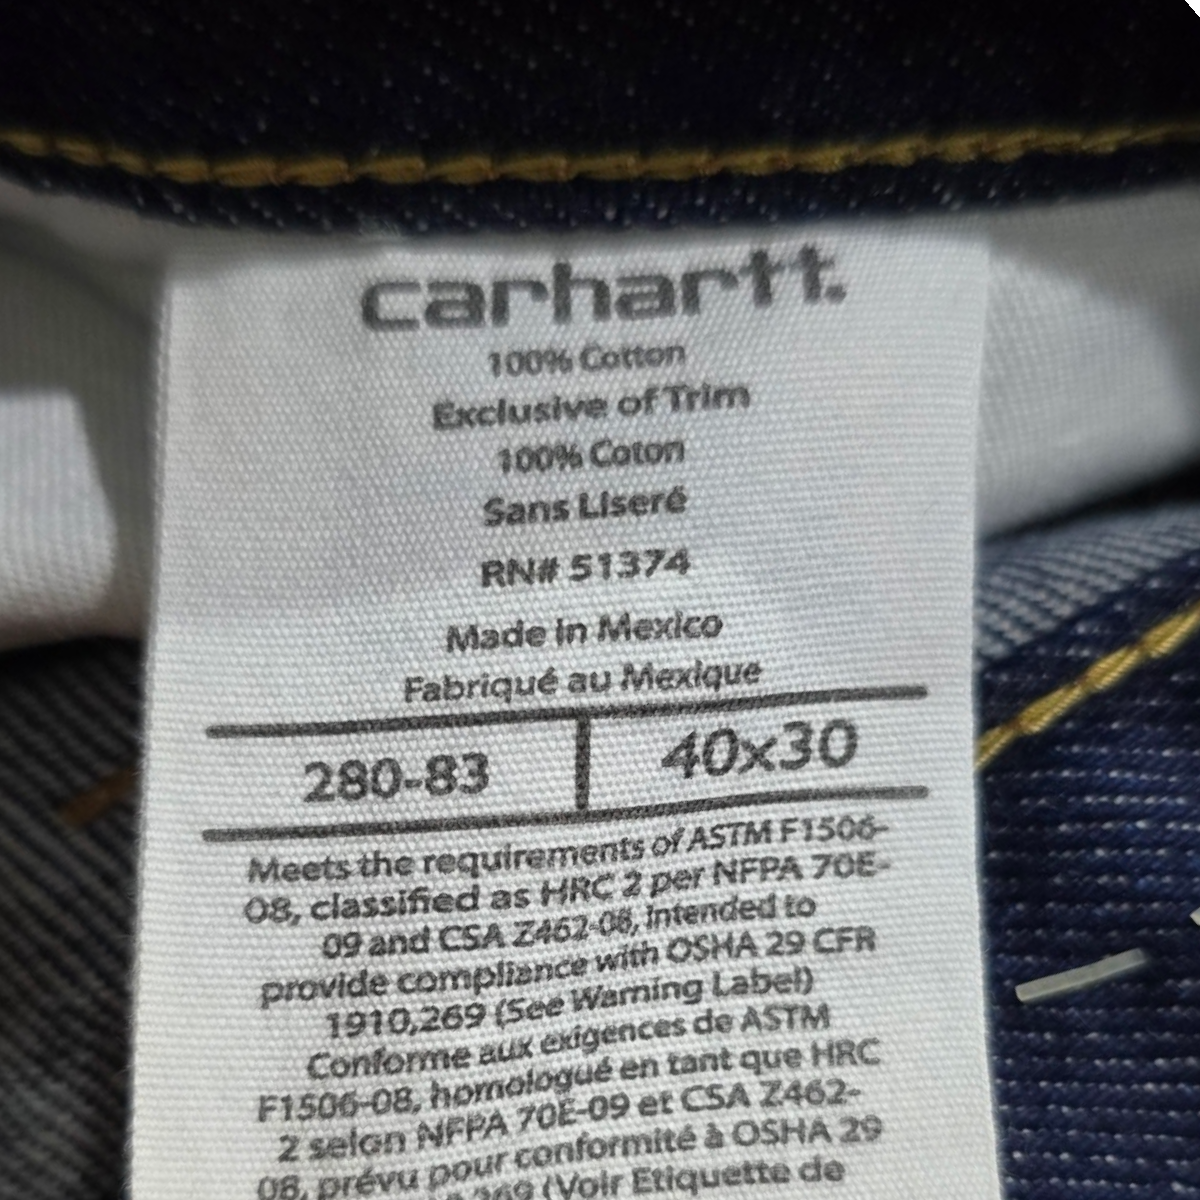 carhartt.
100% Cotton
Exclusive of Trim
100% Coton
Sans Liseré
RN# 51374
Made in Mexico
Fabriqué au Mexique
280-83 40x30
Meets the requirements of ASTM F1506-
08, classified as HRC 2 per NFPA 70E-
09 and CSA Z462-08, intended to
provide compliance with OSHA 29 CFR
1910,269 (See Warning Label)
Conforme aux exigences de ASTM
F1506-08, homologué en tant que HRC
2 selon NFPA 70E-09 et CSA Z462-
08, prévu pour conformité à OSHA 29
269 (Voir Etiquette de